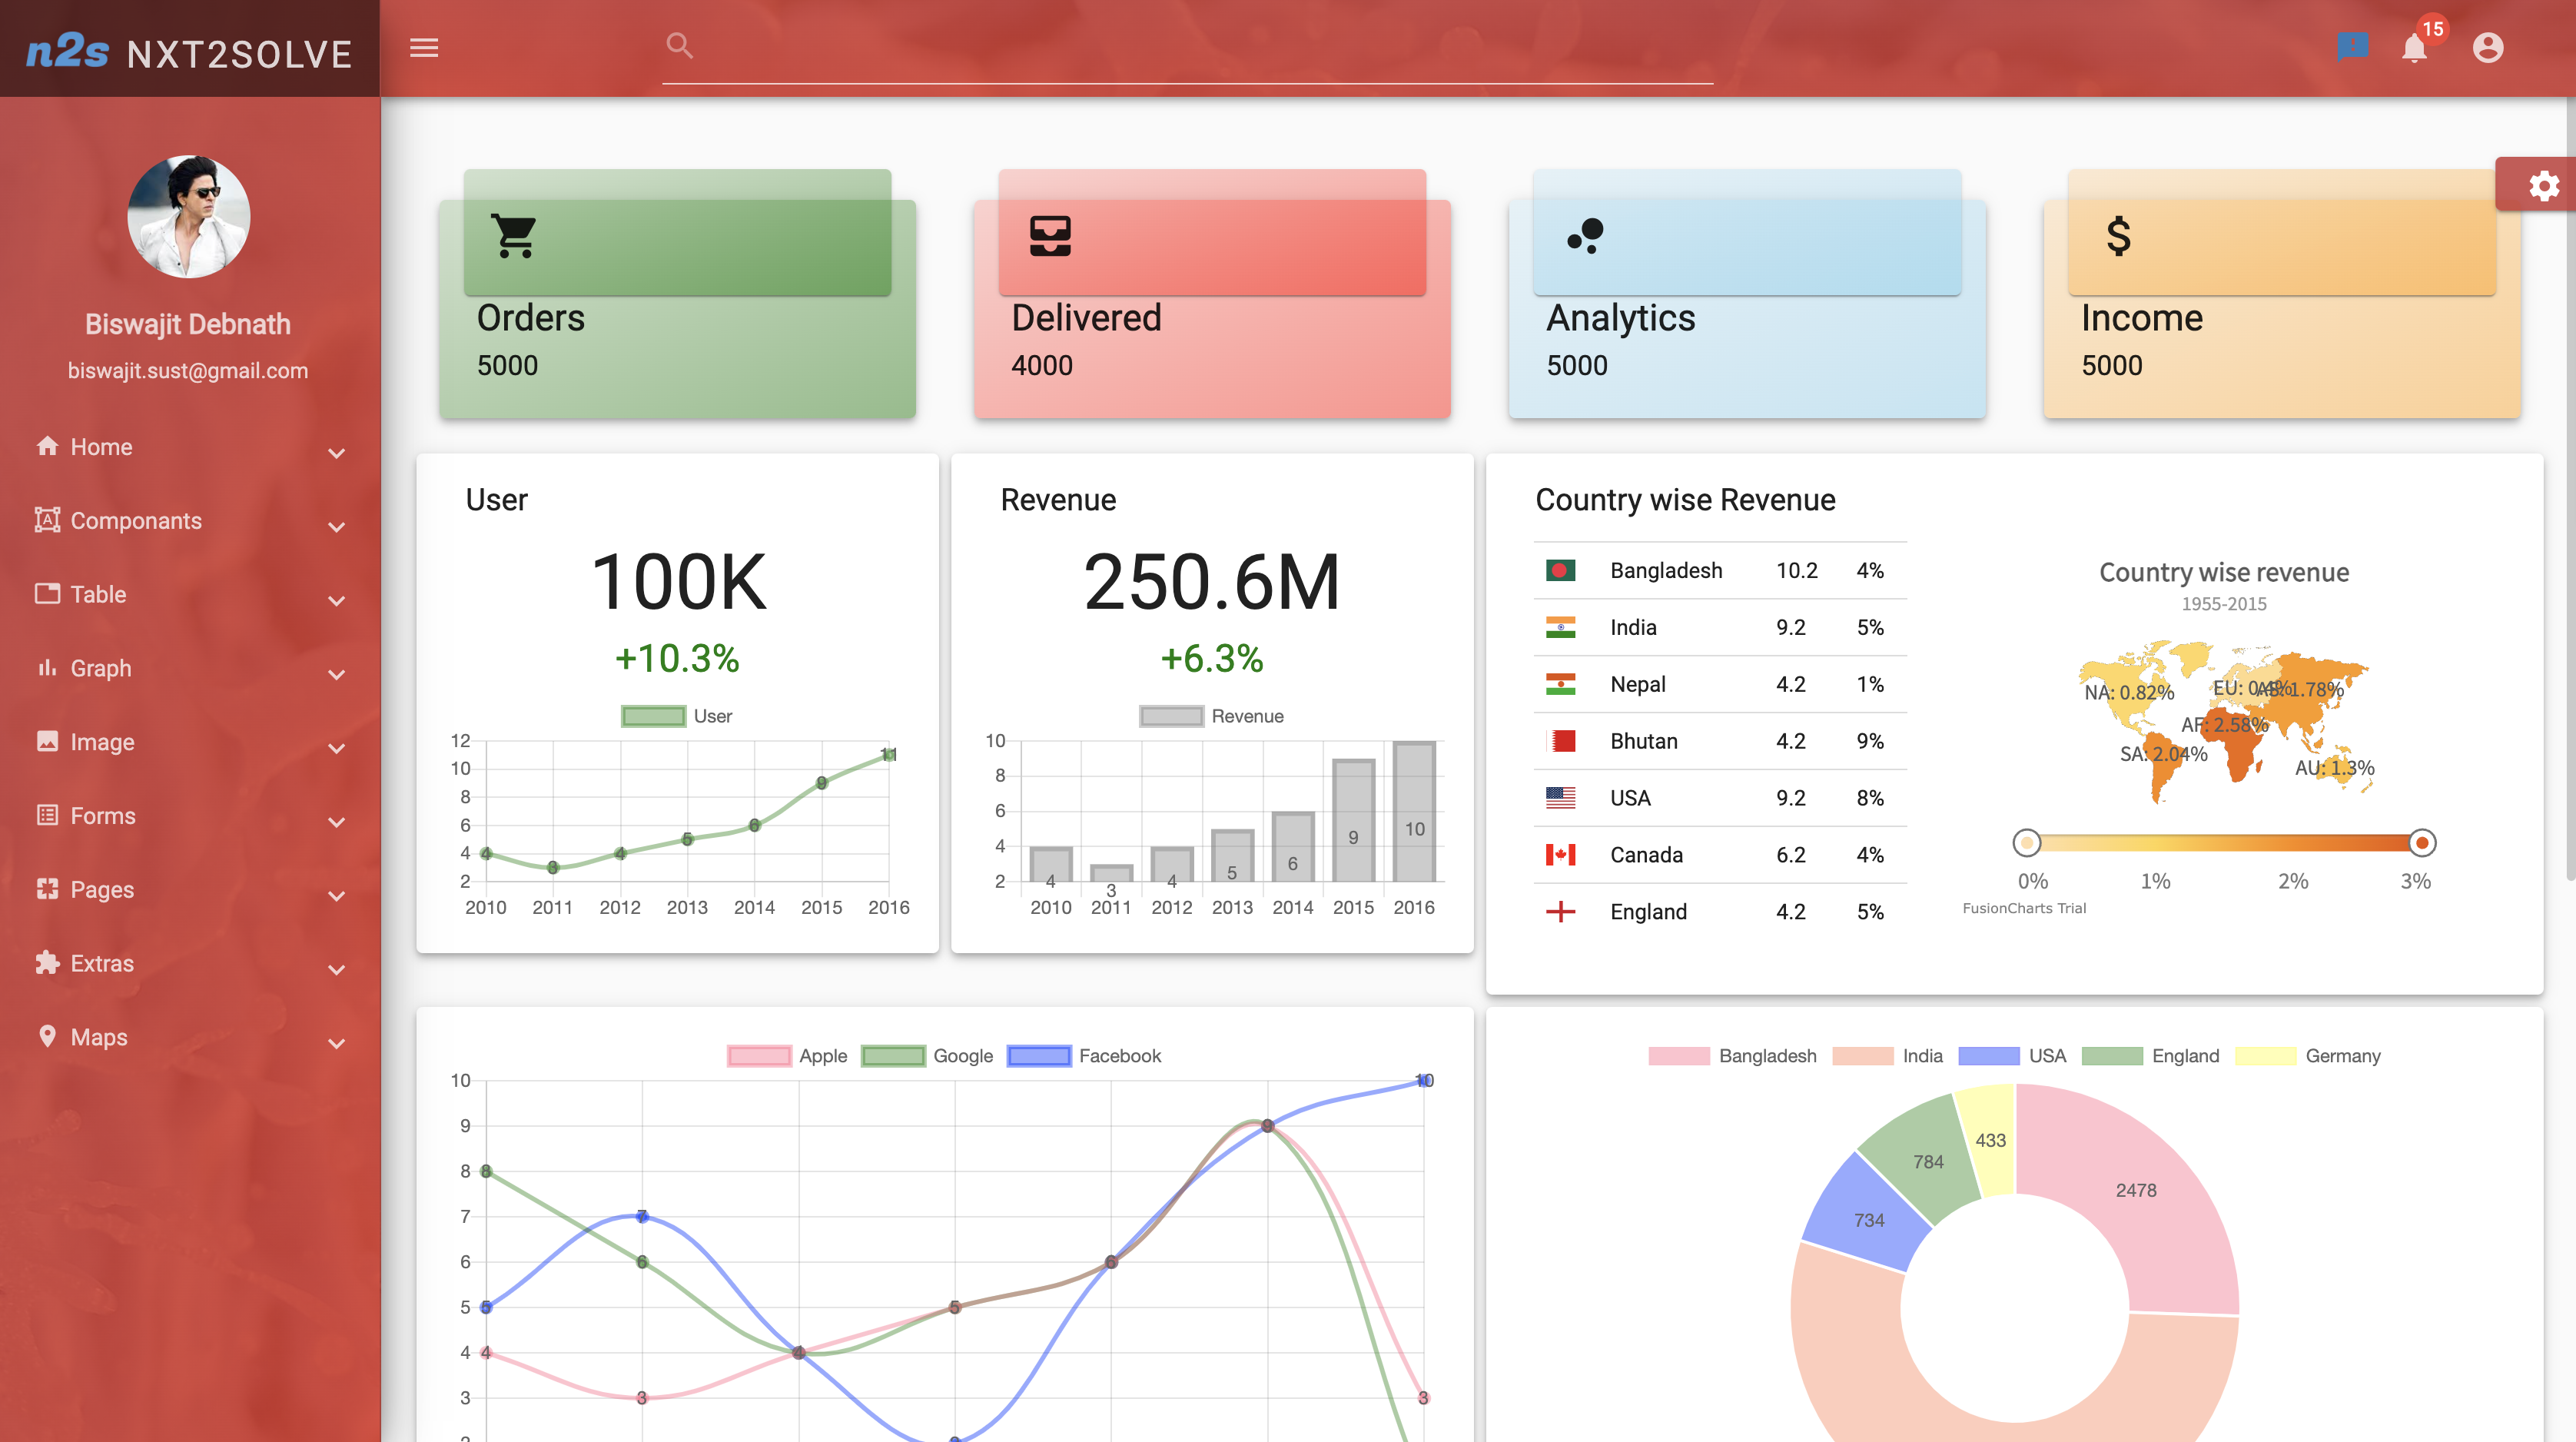 n2s NXT2SOLVE
15
Biswajit Debnath
biswajit.sust@gmail.com
Home
Componants
Table
Graph
Image
Forms
Pages
Extras
Maps
Orders
5000
Delivered
4000
Analytics
5000
$
Income
5000
User
100K
+10.3%
User
12
10
8
6
4
2
4 3 4 5 6 9 11
2010 2011 2012 2013 2014 2015 2016
Revenue
250.6M
+6.3%
Revenue
10
8
6
4
2
4 3 4 5 6 9 10
2010 2011 2012 2013 2014 2015 2016
Country wise Revenue
Bangladesh 10.2 4%
India 9.2 5%
Nepal 4.2 1%
Bhutan 4.2 9%
USA 9.2 8%
Canada 6.2 4%
England 4.2 5%
Country wise revenue
1955-2015
NA: 0.82%
EU: 0.4%
AS: 1.78%
AF: 2.58%
SA: 2.04%
AU: 1.3%
0% 1% 2% 3%
FusionCharts Trial
Apple Google Facebook
10
9
8
7
6
5
4
3
8 6 4 5 6 9
5 7 4 6 9 10
4 3 4 5 6 9 3
Bangladesh India USA England Germany
433
784
2478
734